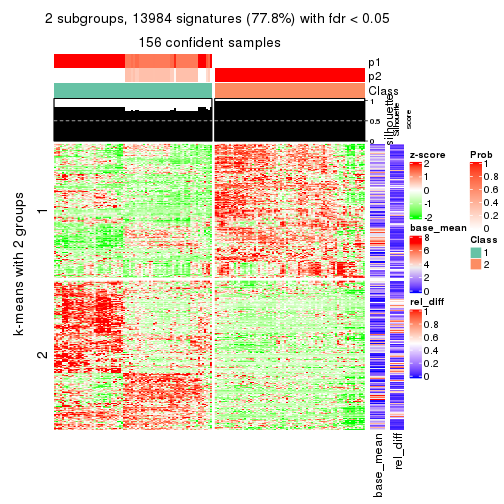 2 subgroups, 13984 signatures (77.8%) with fdr < 0.05
156 confident samples
p1
p2
Class
silhouette
Silhouette
score
1
0.5
0
k-means with 2 groups
1
2
base_mean
rel_diff
z-score
2
1
0
-1
-2
base_mean
8
6
4
2
0
rel_diff
1
0.8
0.6
0.4
0.2
0
Prob
1
0.8
0.6
0.4
0.2
0
Class
1
2